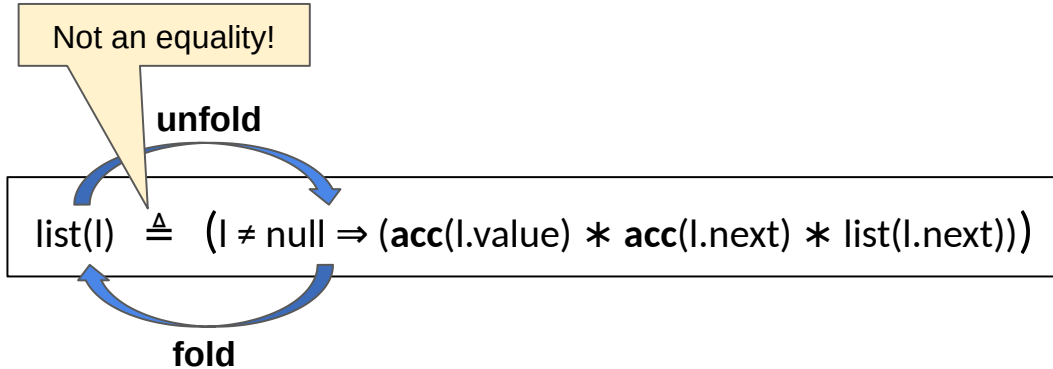 Not an equality!
unfold
list(l) ≜ (l ≠ null ⇒ (acc(l.value) ∗ acc(l.next) ∗ list(l.next)))
fold